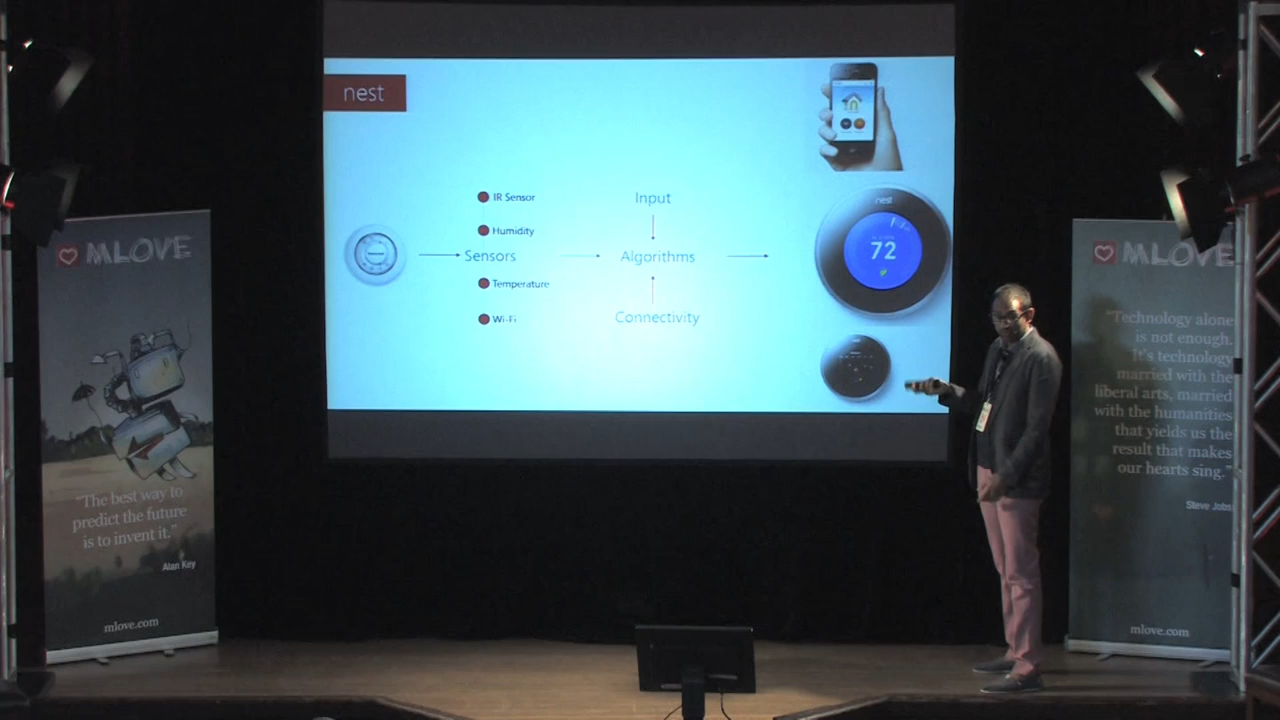 nest
IR Sensor
Humidity
Sensors
Temperature
Wi-Fi
Input
Algorithms
Connectivity
nest
72
MLOVE
"The best way to
predict the future
is to invent it."
Alan Key
mlove.com
MLOVE
"Technology alone
is not enough.
It's technology
married with the
liberal arts, married
with the humanities
that yields us the
result that makes
our hearts sing."
Steve Jobs
mlove.com